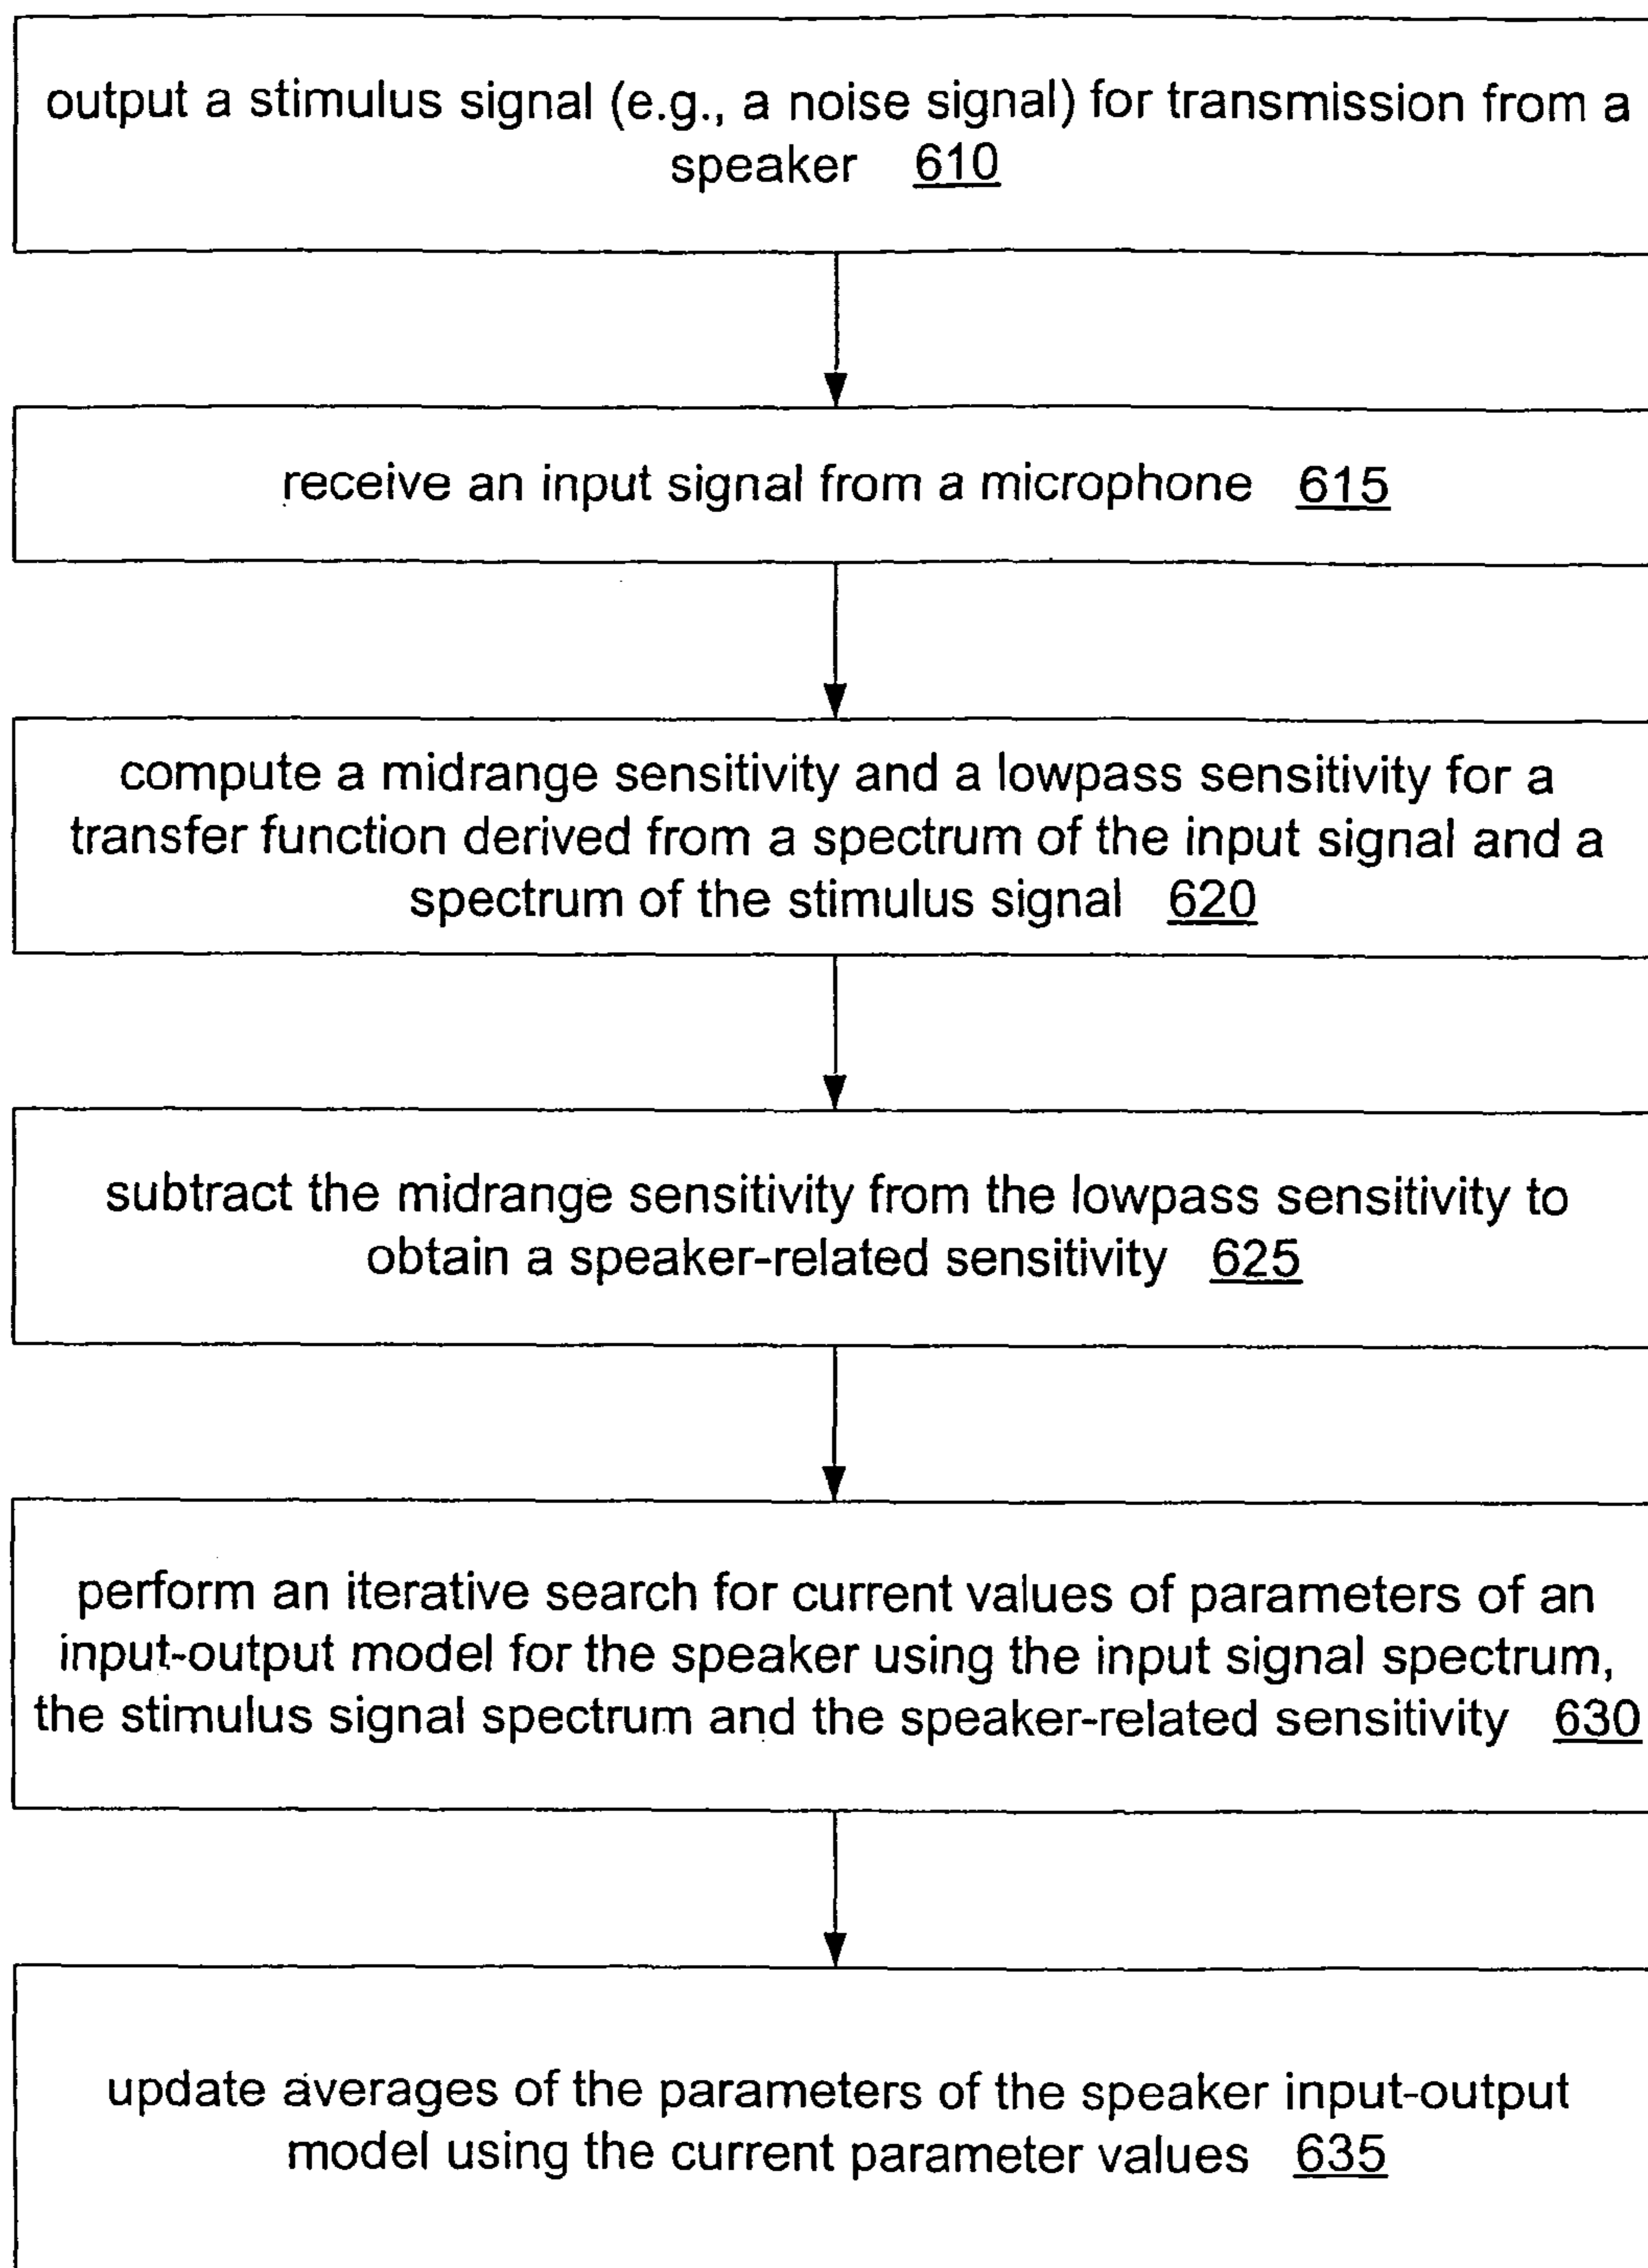 output a stimulus signal (e.g., a noise signal) for transmission from a
speaker 610
receive an input signal from a microphone 615
compute a midrange sensitivity and a lowpass sensitivity for a
transfer function derived from a spectrum of the input signal and a
spectrum of the stimulus signal 620
subtract the midrange sensitivity from the lowpass sensitivity to
obtain a speaker-related sensitivity 625
perform an iterative search for current values of parameters of an
input-output model for the speaker using the input signal spectrum,
the stimulus signal spectrum and the speaker-related sensitivity 630
update averages of the parameters of the speaker input-output
model using the current parameter values 635